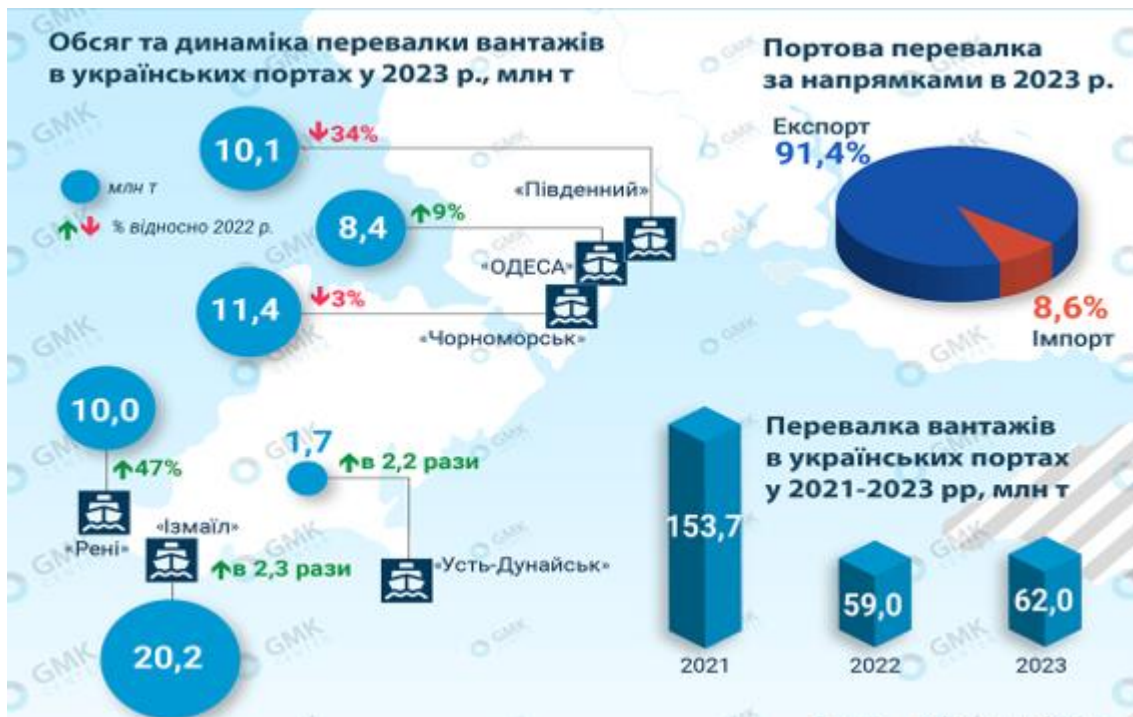 Обсяг та динаміка перевалки вантажів
в українських портах у 2023 р., млн т
млн т
% відносно 2022 р.
10,1
34%
«Південний»
8,4
9%
«ОДЕСА»
11,4
3%
«Чорноморськ»
10,0
47%
«Рені»
«Ізмаїл»
в 2,3 рази
20,2
1,7
в 2,2 рази
«Усть-Дунайськ»
Портова перевалка
за напрямками в 2023 р.
Експорт
91,4%
8,6%
Імпорт
Перевалка вантажів
в українських портах
у 2021-2023 рр, млн т
153,7
59,0
62,0
2021
2022
2023
GMK